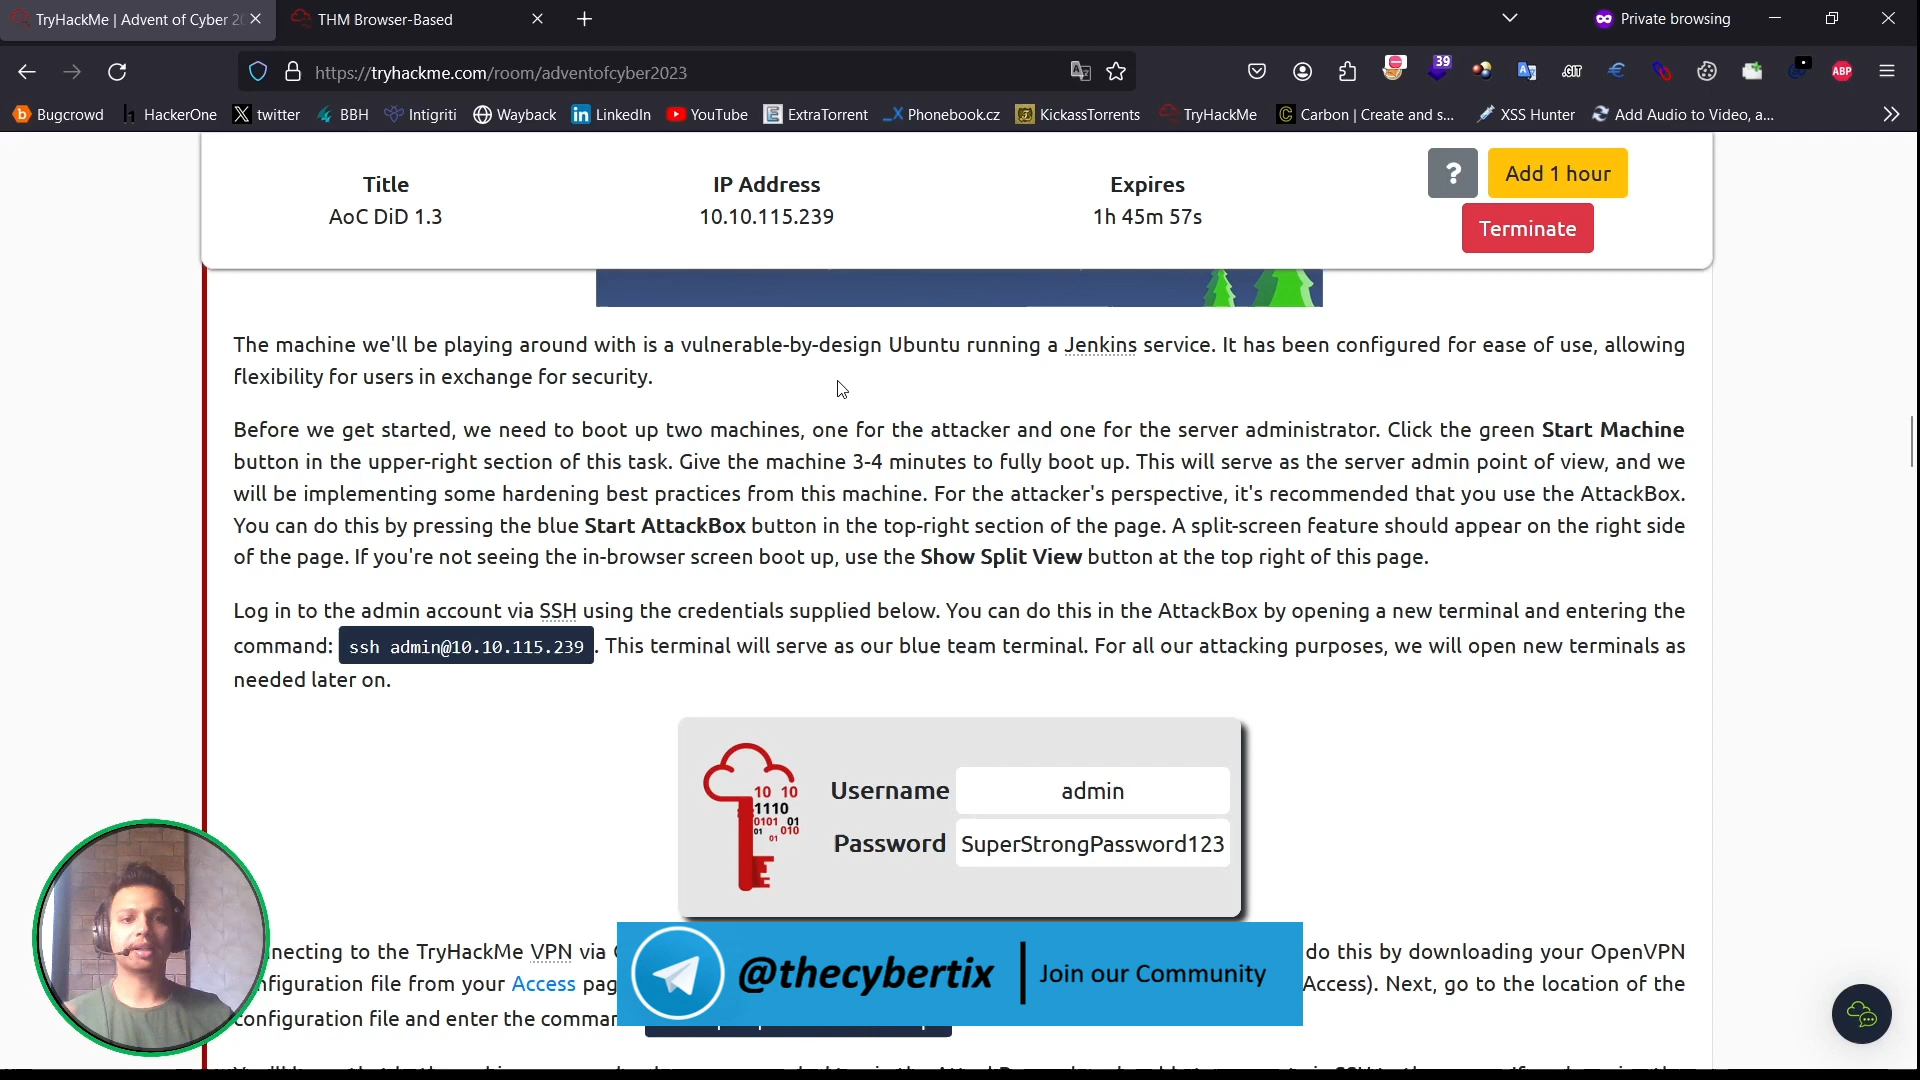 TryHackMe | Advent of Cyber 20
THM Browser-Based
Private browsing
https://tryhackme.com/room/adventofcyber2023
39
.GIT
ABP
Bugcrowd
HackerOne
twitter
BBH
Intigriti
Wayback
LinkedIn
YouTube
ExtraTorrent
Phonebook.cz
KickassTorrents
TryHackMe
Carbon | Create and s...
XSS Hunter
Add Audio to Video, a...
Title
IP Address
Expires
? Add 1 hour
AoC DiD 1.3
10.10.115.239
1h 45m 57s
Terminate
The machine we'll be playing around with is a vulnerable-by-design Ubuntu running a Jenkins service. It has been configured for ease of use, allowing
flexibility for users in exchange for security.
Before we get started, we need to boot up two machines, one for the attacker and one for the server administrator. Click the green Start Machine
button in the upper-right section of this task. Give the machine 3-4 minutes to fully boot up. This will serve as the server admin point of view, and we
will be implementing some hardening best practices from this machine. For the attacker's perspective, it's recommended that you use the AttackBox.
You can do this by pressing the blue Start AttackBox button in the top-right section of the page. A split-screen feature should appear on the right side
of the page. If you're not seeing the in-browser screen boot up, use the Show Split View button at the top right of this page.
Log in to the admin account via SSH using the credentials supplied below. You can do this in the AttackBox by opening a new terminal and entering the
command: ssh admin@10.10.115.239 . This terminal will serve as our blue team terminal. For all our attacking purposes, we will open new terminals as
needed later on.
10 10
1110
0101 01
01 010
01
Username admin
Password SuperStrongPassword123
nnecting to the TryHackMe VPN via
do this by downloading your OpenVPN
nfiguration file from your Access pag
Access). Next, go to the location of the
configuration file and enter the comman
@thecybertix | Join our Community